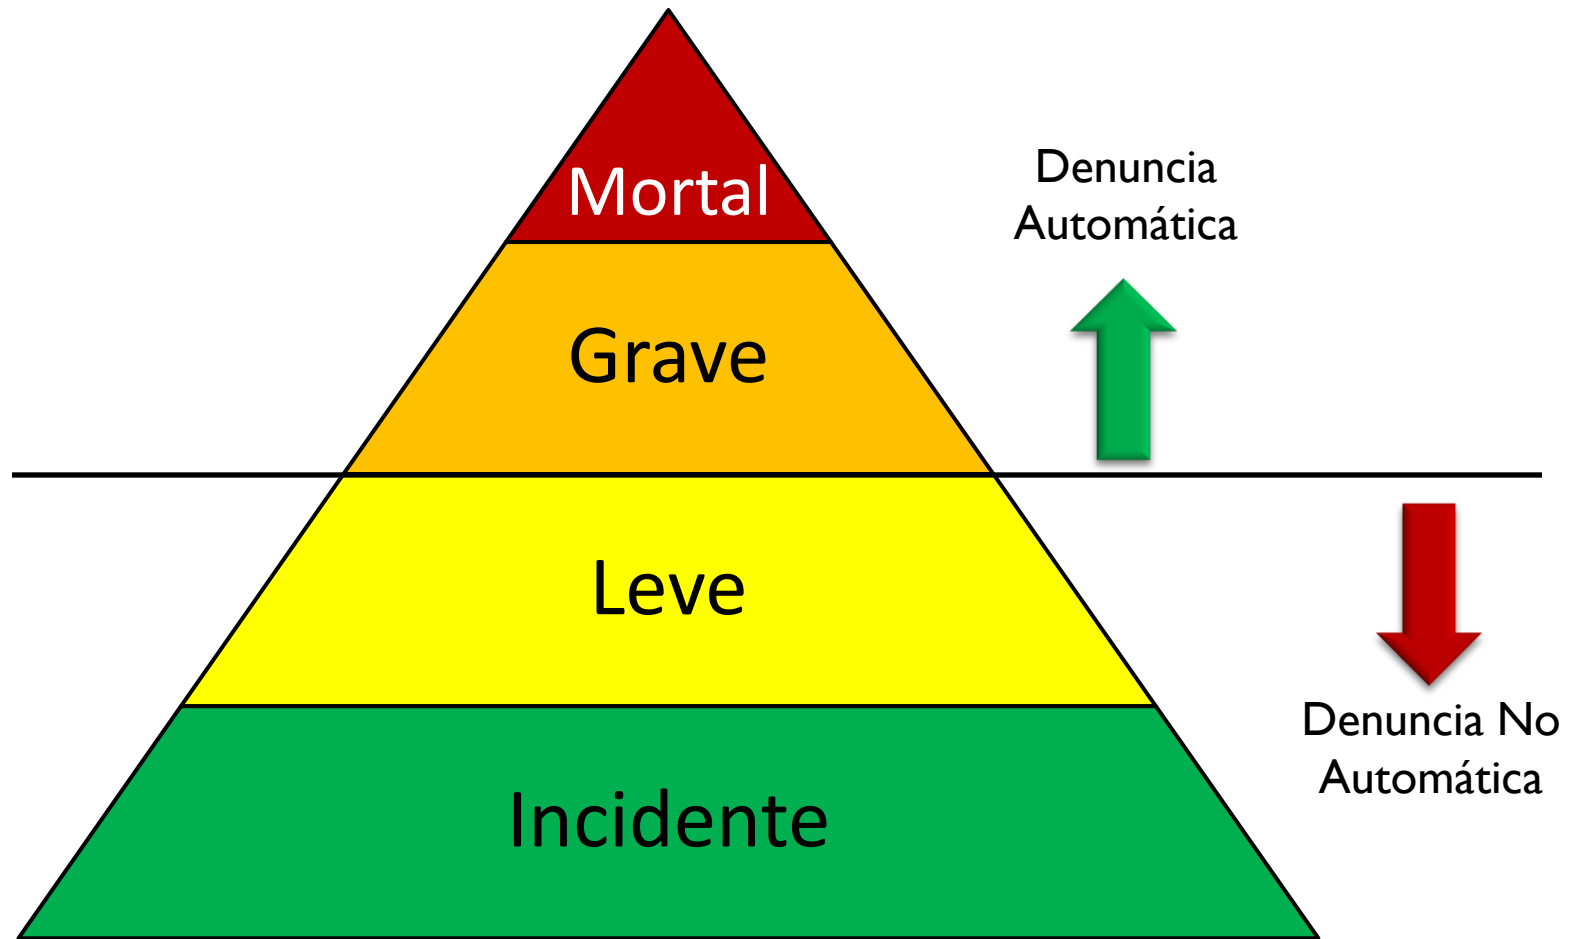 Mortal
Denuncia
Automática
Grave
Leve
Denuncia No
Automática
Incidente